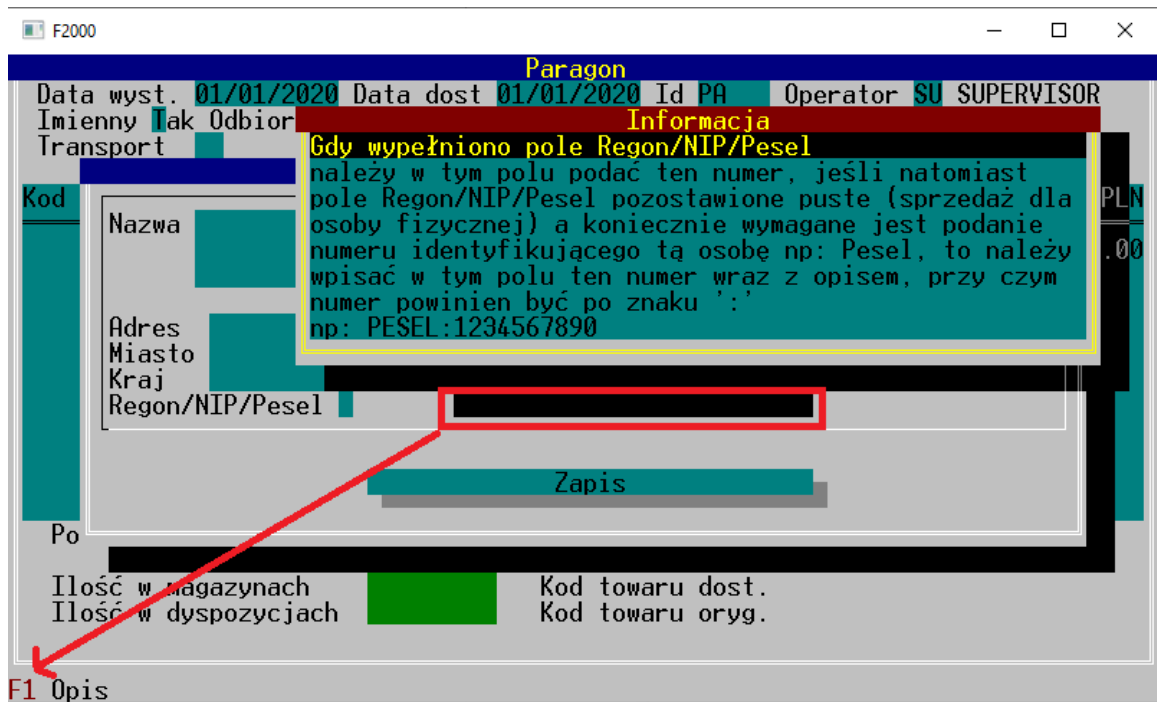 F2000
Paragon
Data wyst. 01/01/2020 Data dost 01/01/2020 Id PA Operator SU SUPERVISOR
Imienny Tak Odbior
Informacja
Transport
Gdy wypełniono pole Regon/NIP/Pesel
należy w tym polu podać ten numer, jeśli natomiast
Kod
pole Regon/NIP/Pesel pozostawione puste (sprzedaż dla
PLN
Nazwa
osoby fizycznej) a koniecznie wymagane jest podanie
numeru identyfikującego tą osobę np: Pesel, to należy
.00
wpisać w tym polu ten numer wraz z opisem, przy czym
numer powinien być po znaku ':'
Adres
np: PESEL:1234567890
Miasto
Kraj
Regon/NIP/Pesel
Zapis
Po
Ilość w magazynach Kod towaru dost.
Ilość w dyspozycjach Kod towaru oryg.
F1 Opis